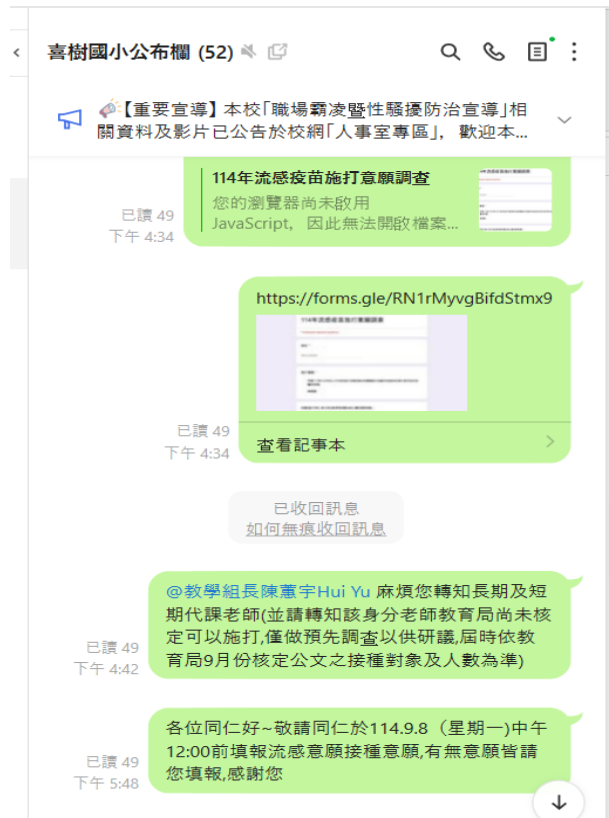 喜樹國小公布欄 (52)
📣【重要宣導】本校「職場霸凌暨性騷擾防治宣導」相
關資料及影片已公告於校網「人事室專區」，歡迎本...
114年流感疫苗施打意願調查
您的瀏覽器尚未啟用
JavaScript，因此無法開啟檔案...
已讀 49
下午 4:34
https://forms.gle/RN1rMyvgBifdStmx9
114年流感疫苗施打意願調查
查看記事本
已讀 49
下午 4:34
已收回訊息
如何無痕收回訊息
@教學組長陳蕙宇Hui Yu 麻煩您轉知長期及短
期代課老師(並請轉知該身分老師教育局尚未核
定可以施打,僅做預先調查以供研議,屆時依教
育局9月份核定公文之接種對象及人數為準)
已讀 49
下午 4:42
各位同仁好~敬請同仁於114.9.8（星期一)中午
12:00前填報流感意願接種意願,有無意願皆請
您填報,感謝您
已讀 49
下午 5:48